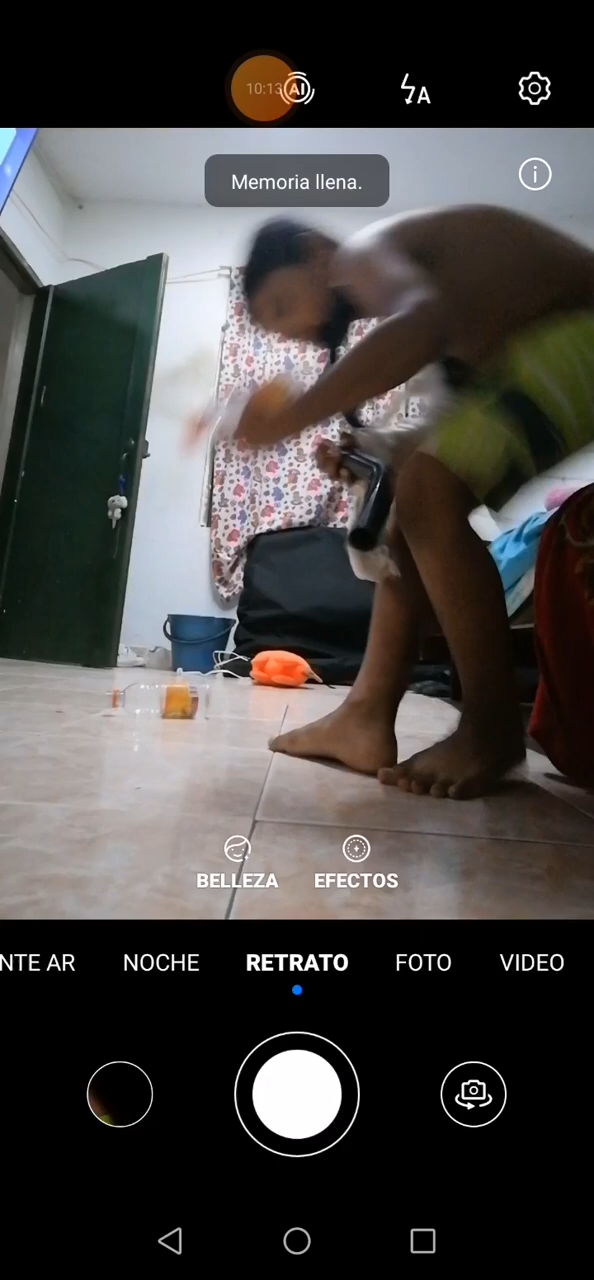 10:13
AI
A
Memoria llena.
BELLEZA EFECTOS
NTE AR NOCHE RETRATO FOTO VIDEO